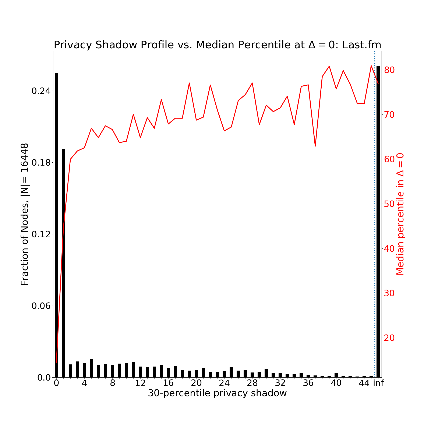 Privacy Shadow Profile vs. Median Percentile at Δ = 0: Last.fm
Fraction of Nodes, |N|= 16448
0.24
0.18
0.12
0.06
0.0
80
70
60
50
40
30
20
Median percentile in Δ = 0
0 4 8 12 16 20 24 28 32 36 40 44 inf
30-percentile privacy shadow